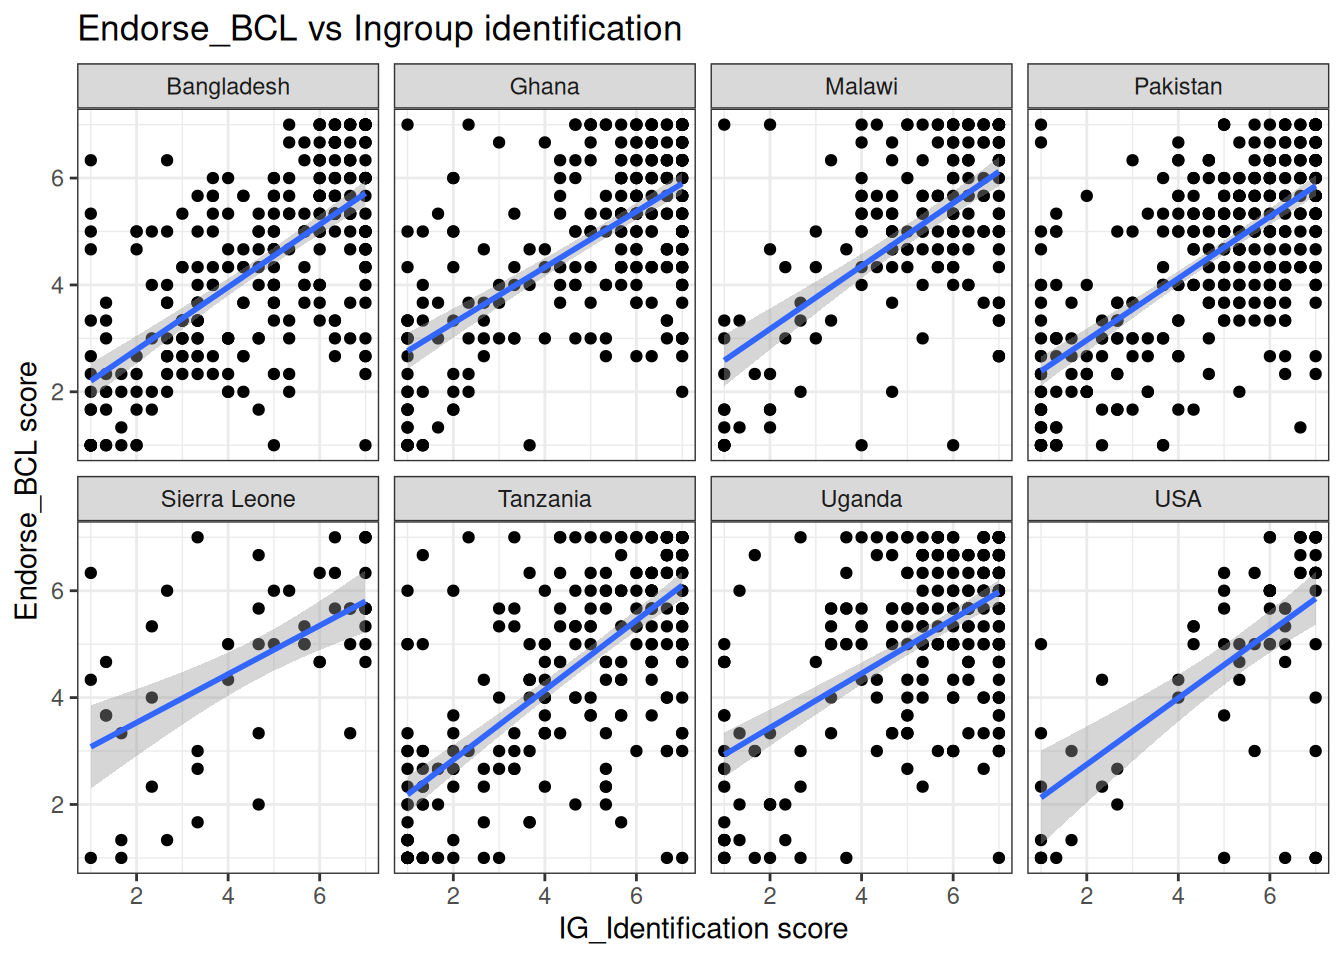 Endorse_BCL vs Ingroup identification
Bangladesh
Ghana
Malawi
Pakistan
6
4
2
Sierra Leone
Tanzania
Uganda
USA
6
4
2
2
4
6
2
4
6
2
4
6
2
4
6
Endorse_BCL score
IG_Identification score